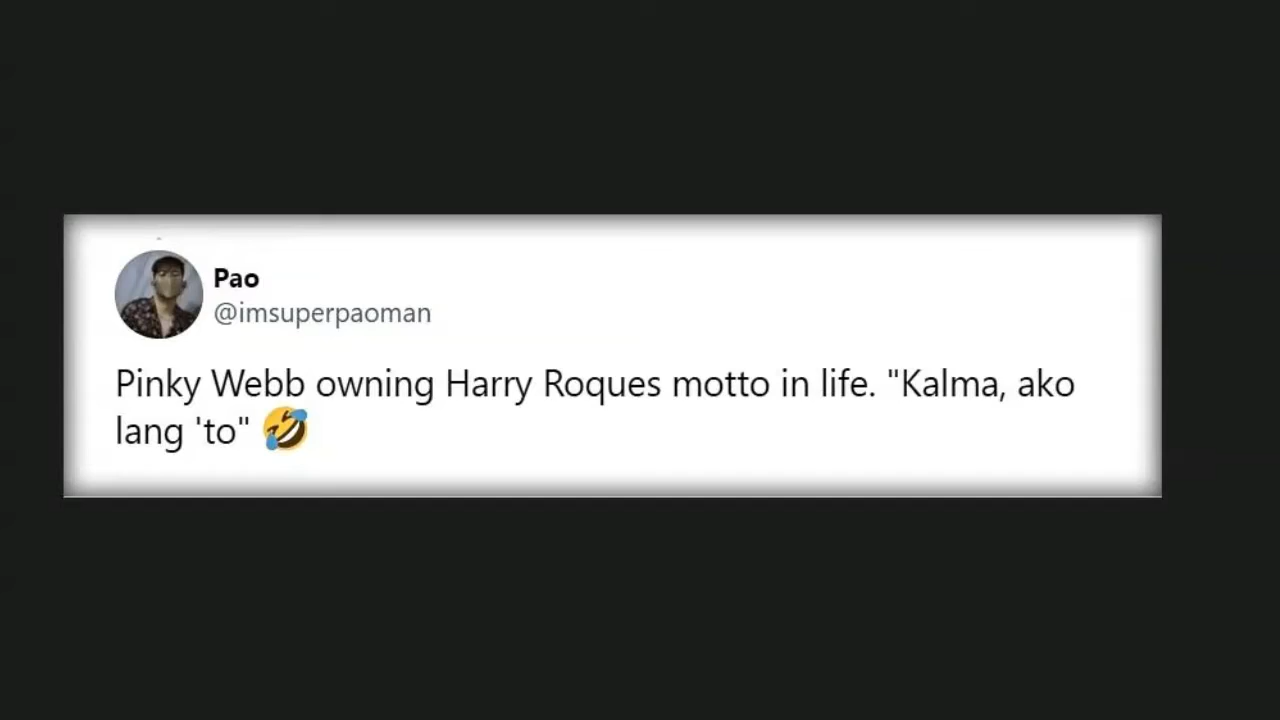 Pao
@imsuperpaoman
Pinky Webb owning Harry Roques motto in life. "Kalma, ako
lang 'to" 🤣